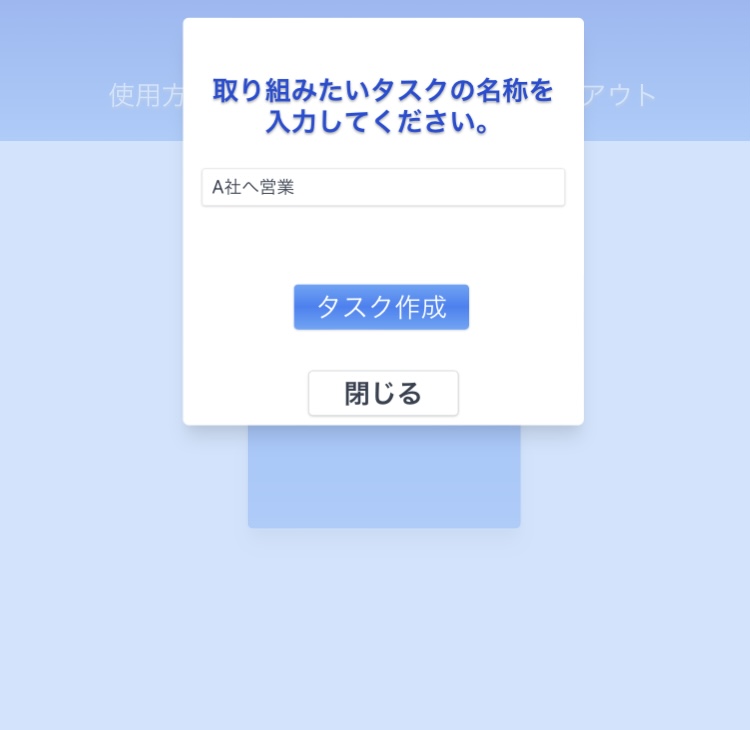 使用方
アウト
取り組みたいタスクの名称を
入力してください。
A社へ営業
タスク作成
閉じる